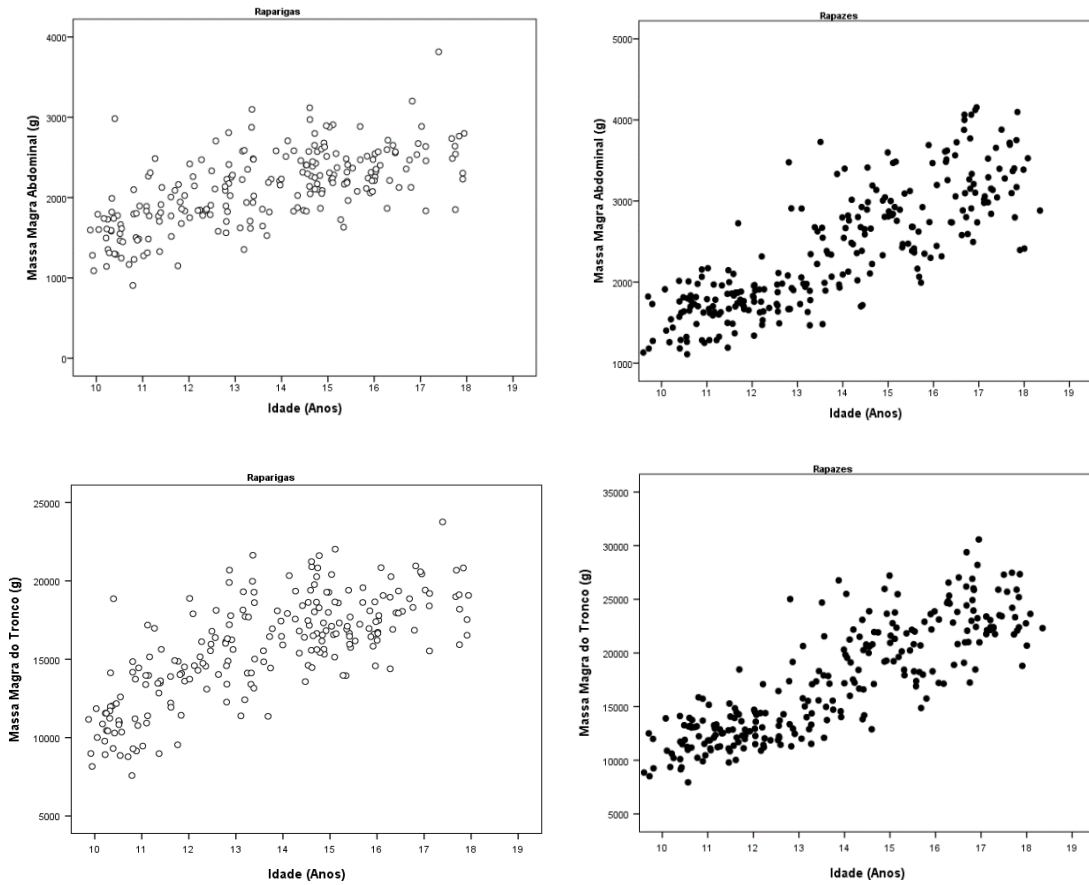 Raparigas
Massa Magra Abdominal (g)
4000
3000
2000
1000
0
10 11 12 13 14 15 16 17 18 19
Idade (Anos)
Rapazes
Massa Magra Abdominal (g)
5000
4000
3000
2000
1000
10 11 12 13 14 15 16 17 18 19
Idade (Anos)
Raparigas
Massa Magra do Tronco (g)
25000
20000
15000
10000
5000
10 11 12 13 14 15 16 17 18 19
Idade (Anos)
Rapazes
Massa Magra do Tronco (g)
35000
30000
25000
20000
15000
10000
5000
10 11 12 13 14 15 16 17 18 19
Idade (Anos)